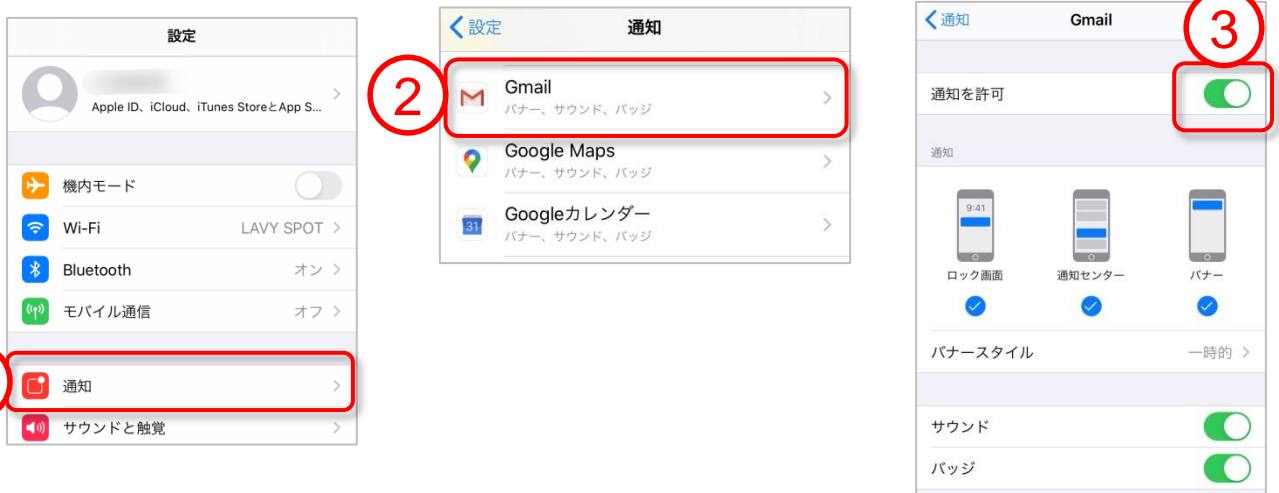 設定
Apple ID、iCloud、iTunes StoreとApp S...
機内モード
Wi-Fi LAVY SPOT
Bluetooth オン
モバイル通信 オフ
通知
サウンドと触覚
2
設定 通知
Gmail
バナー、サウンド、バッジ
Google Maps
バナー、サウンド、バッジ
31
Googleカレンダー
バナー、サウンド、バッジ
3
通知 Gmail
通知を許可
通知
9:41
ロック画面 通知センター バナー
バナースタイル 一時的
サウンド
バッジ